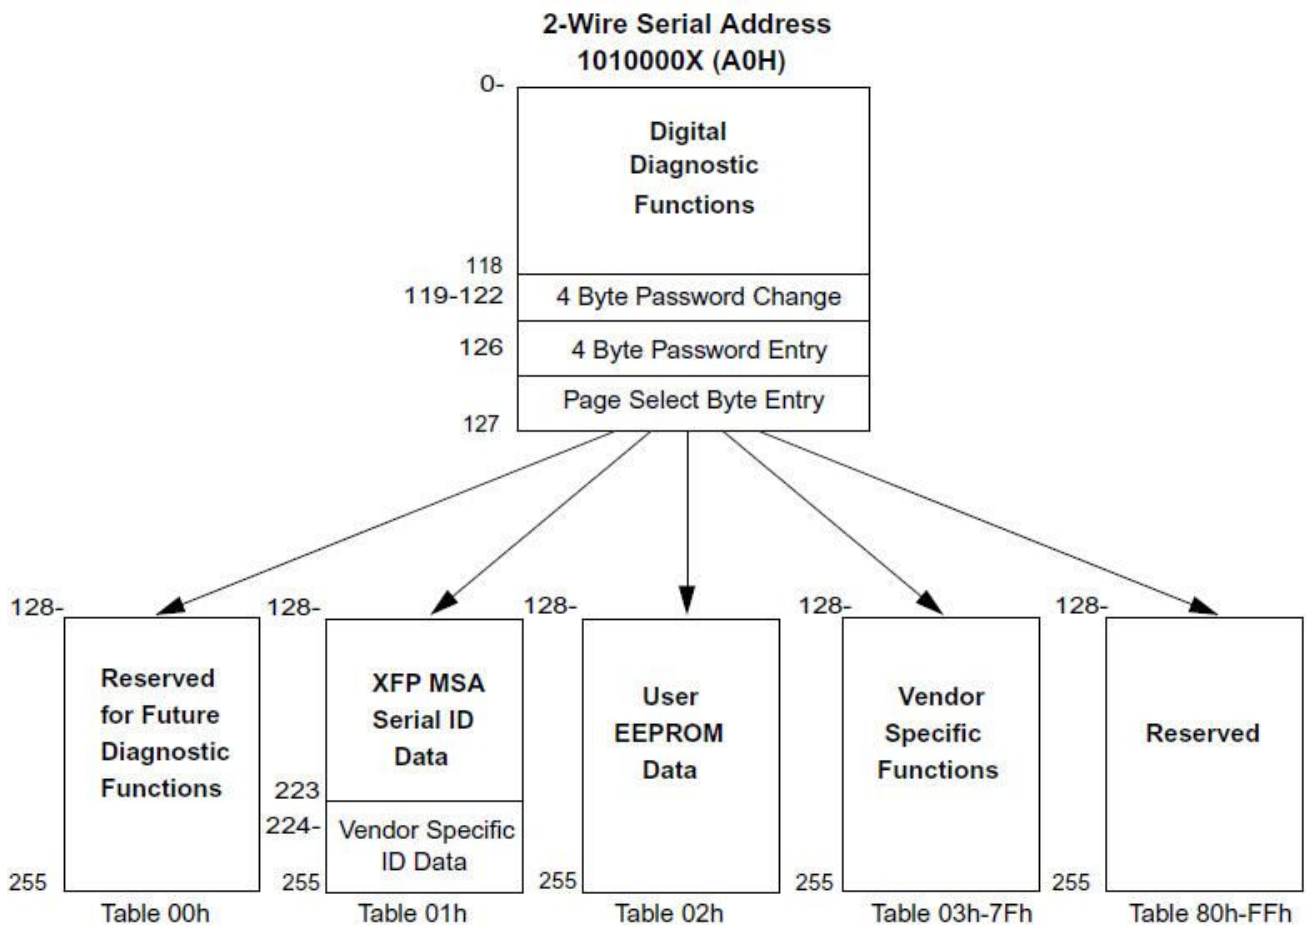 2-Wire Serial Address
1010000X (A0H)
0-
Digital
Diagnostic
Functions
118
119-122
4 Byte Password Change
126
4 Byte Password Entry
Page Select Byte Entry
127
128-
128-
128-
128-
128-
Reserved
for Future
Diagnostic
Functions
XFP MSA
Serial ID
Data
User
EEPROM
Data
Vendor
Specific
Functions
Reserved
223
224-
Vendor Specific
ID Data
255
255
255
255
255
Table 00h
Table 01h
Table 02h
Table 03h-7Fh
Table 80h-FFh